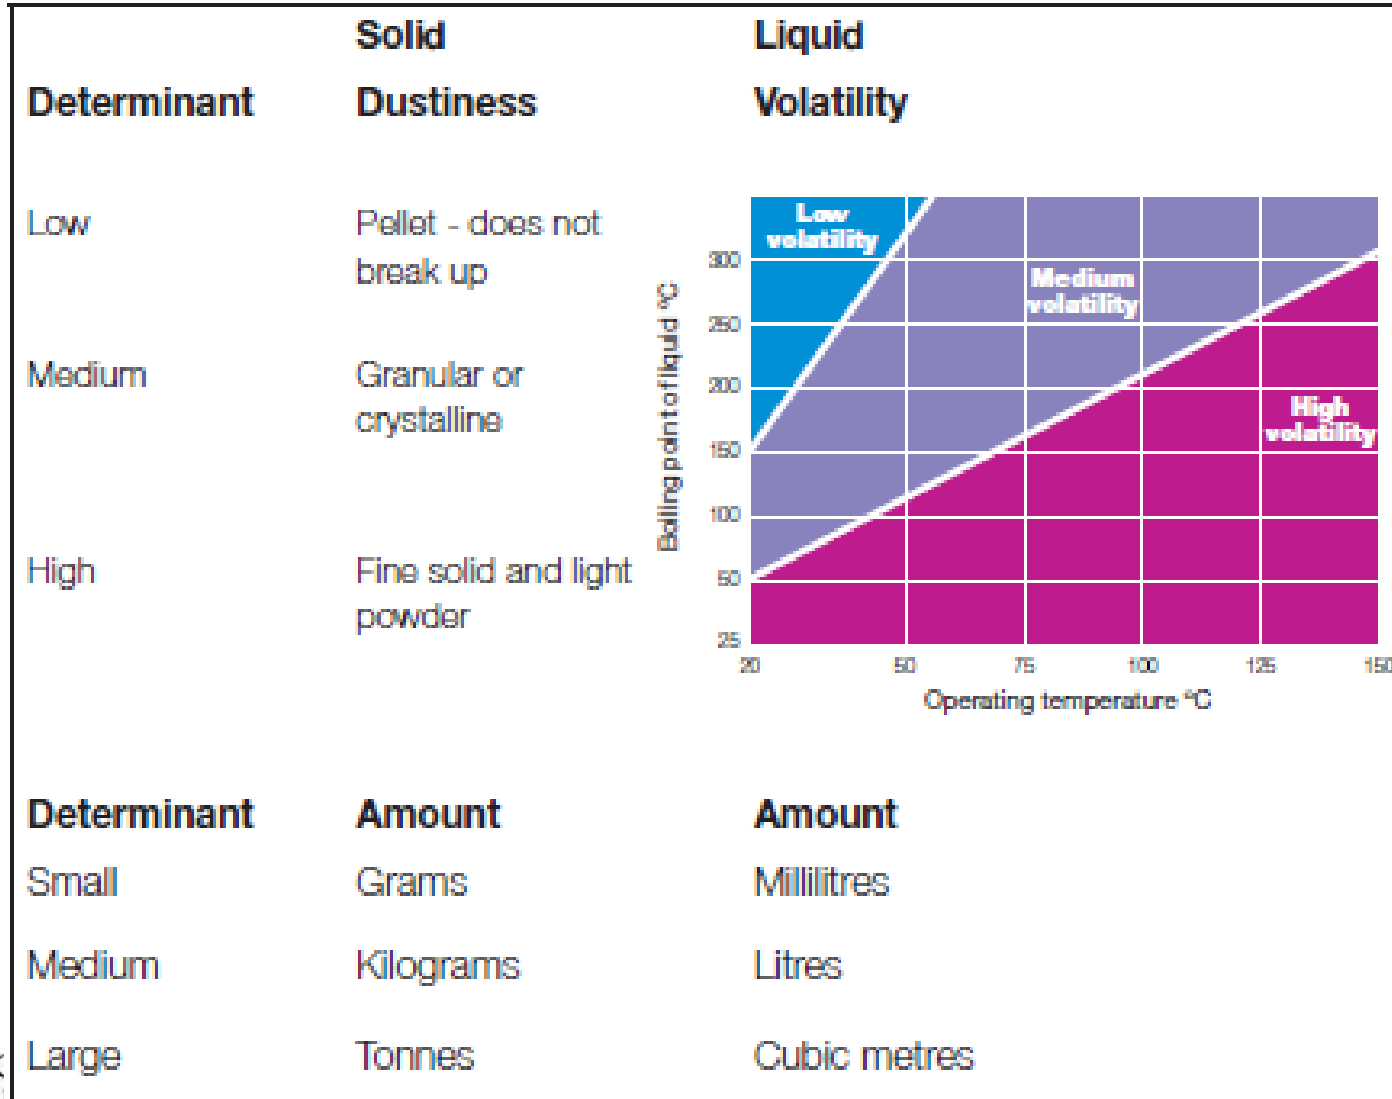 Solid Liquid
Determinant Dustiness Volatility
Low Pellet - does not
break up
Medium Granular or
crystalline
High Fine solid and light
powder
Low
volatility
Medium
volatility
High
volatility
Boiling point of liquid ºC
300
250
200
150
100
50
25
20 50 75 100 125 150
Operating temperature ºC
Determinant Amount Amount
Small Grams Millilitres
Medium Kilograms Litres
Large Tonnes Cubic metres